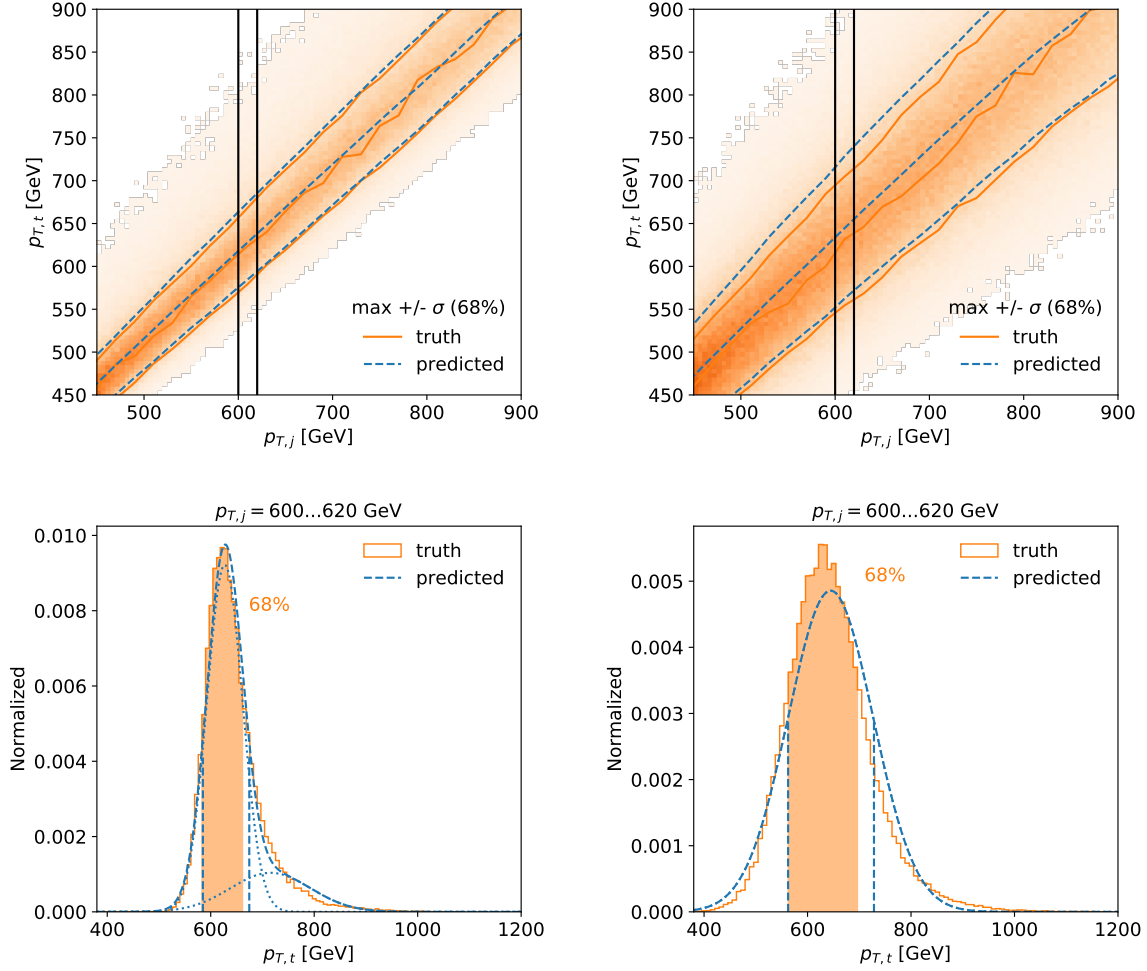 900
850
800
750
700
650
600
550
500
450
p_{T,t} [GeV]
max +/- σ (68%)
truth
predicted
500 600 700 800 900
p_{T,j} [GeV]
900
850
800
750
700
650
600
550
500
450
p_{T,t} [GeV]
max +/- σ (68%)
truth
predicted
500 600 700 800 900
p_{T,j} [GeV]
p_{T,j} = 600...620 GeV
0.010
0.008
0.006
0.004
0.002
0.000
Normalized
truth
predicted
68%
400 600 800 1000 1200
p_{T,t} [GeV]
p_{T,j} = 600...620 GeV
0.005
0.004
0.003
0.002
0.001
0.000
Normalized
truth
predicted
68%
400 600 800 1000 1200
p_{T,t} [GeV]